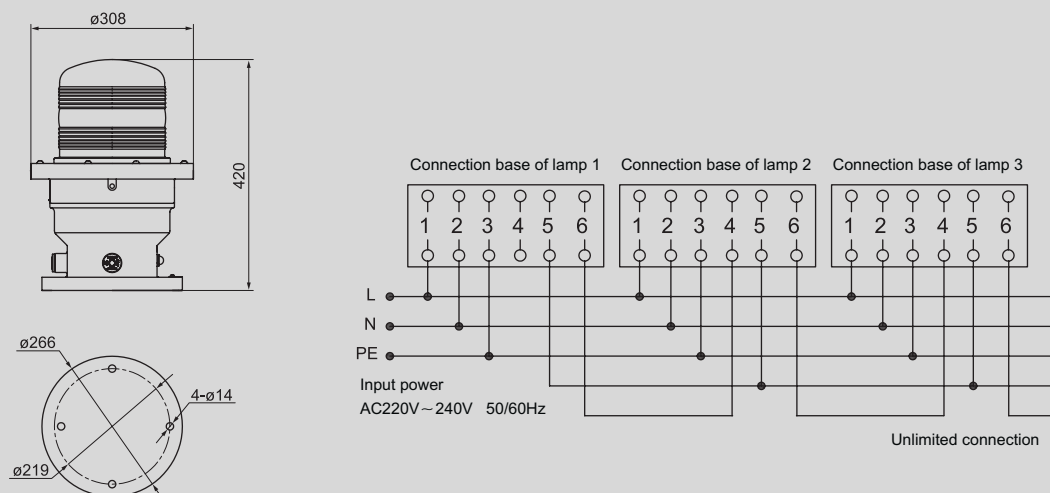 ø308
420
ø266
4-ø14
ø219
Connection base of lamp 1 Connection base of lamp 2 Connection base of lamp 3
1 2 3 4 5 6 1 2 3 4 5 6 1 2 3 4 5 6
L
N
PE
Input power
AC220V~240V 50/60Hz
Unlimited connection